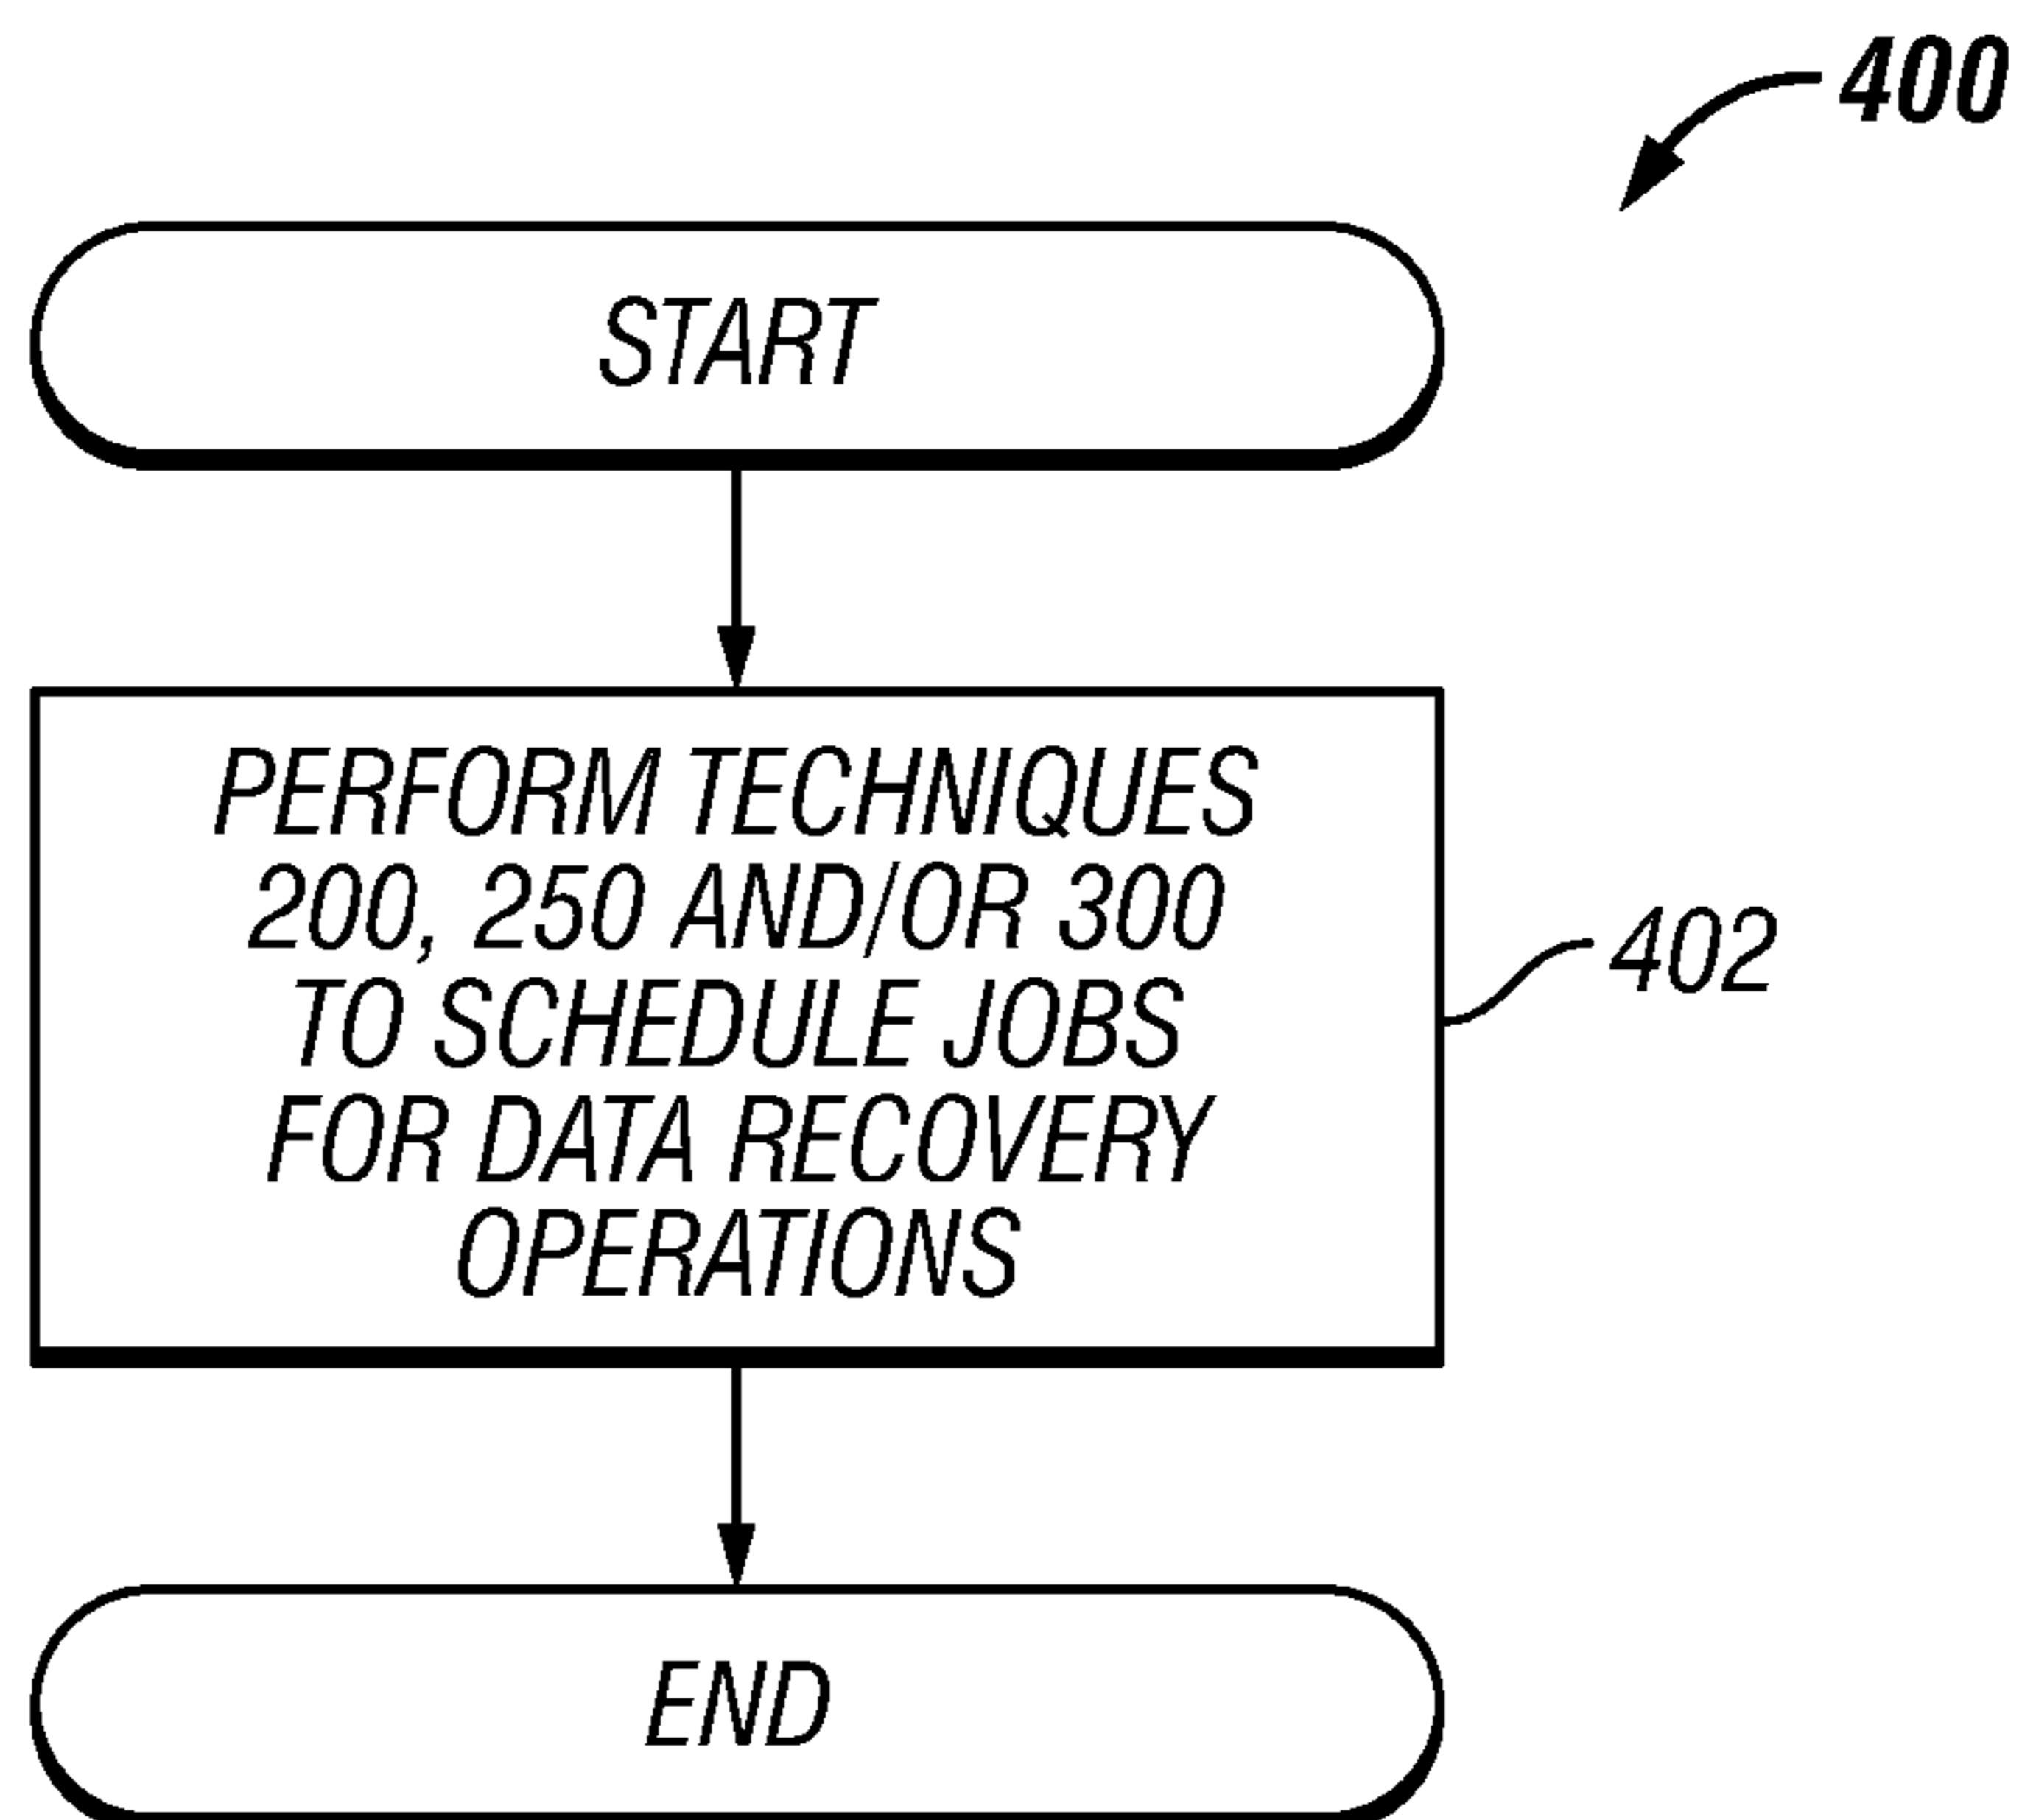 400
START
PERFORM TECHNIQUES
200, 250 AND/OR 300
TO SCHEDULE JOBS
FOR DATA RECOVERY
OPERATIONS
402
END